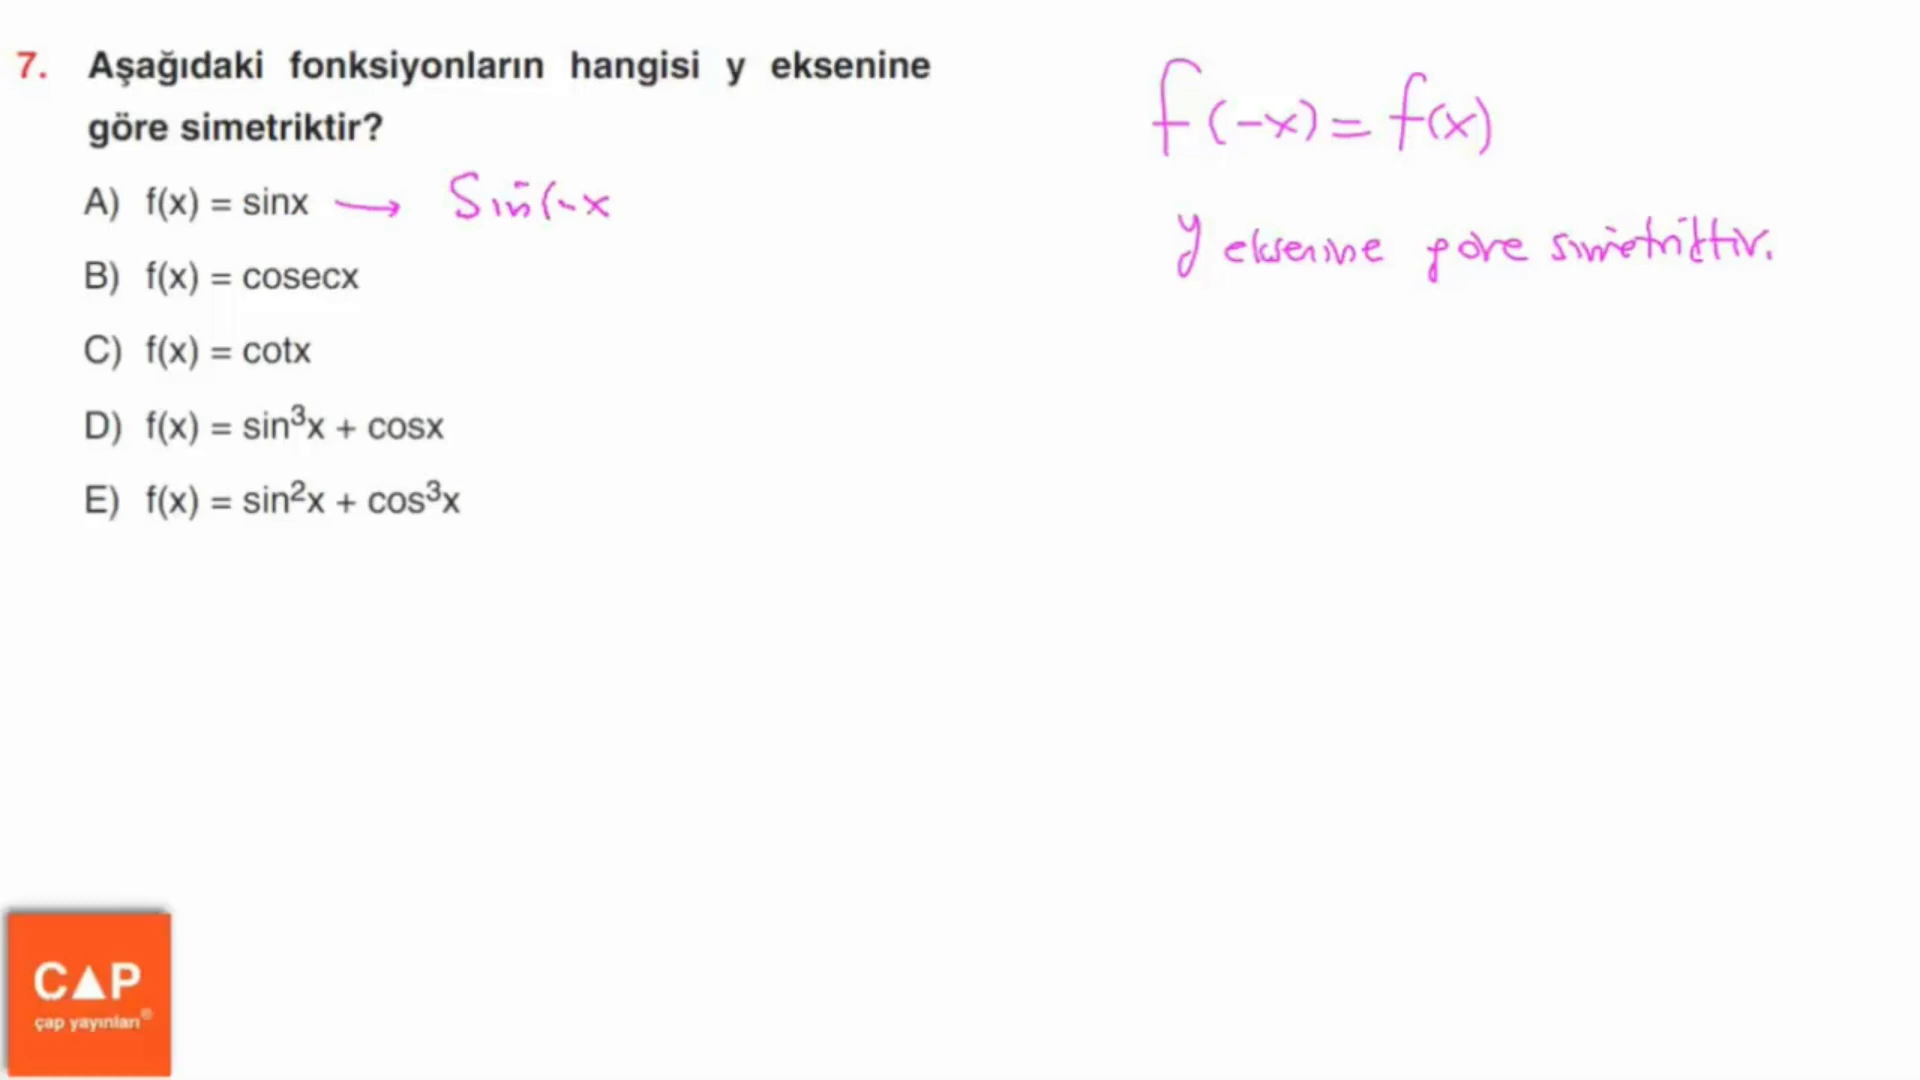 7. Aşağıdaki fonksiyonların hangisi y eksenine
göre simetriktir?
A) f(x) = sinx → Sin(-x
B) f(x) = cosecx
C) f(x) = cotx
D) f(x) = sin³x + cosx
E) f(x) = sin²x + cos³x
f(-x) = f(x)
y eksenine göre simetriktir.
CAP
çap yayınları®